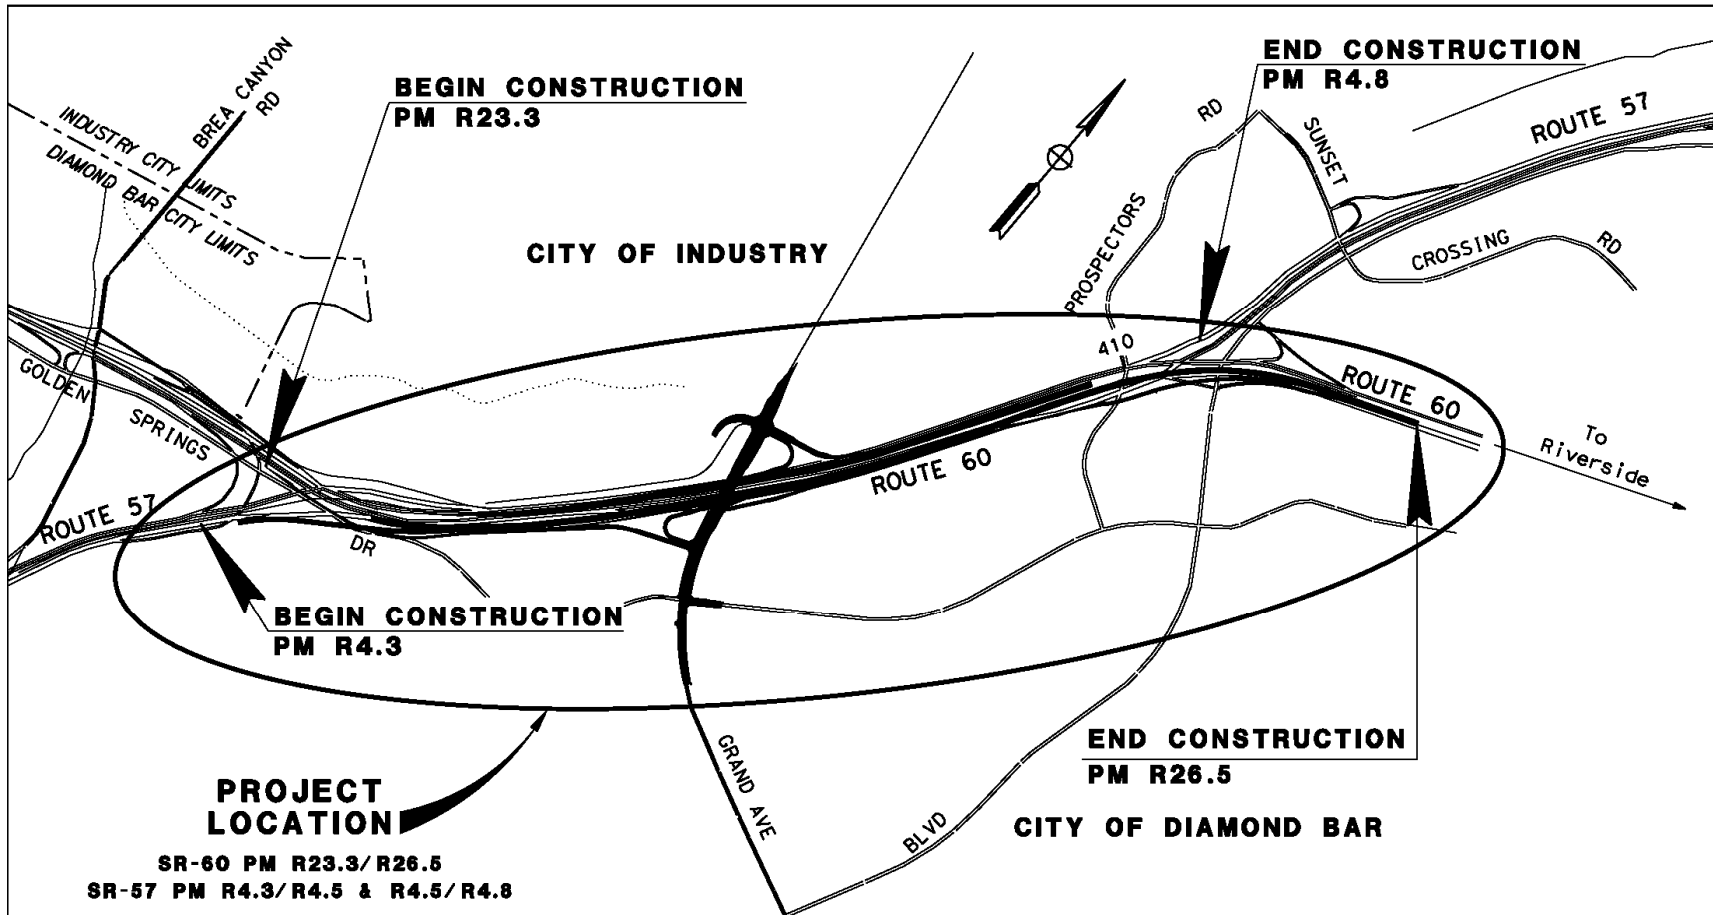 BREA CANYON
RD
INDUSTRY CITY LIMITS
DIAMOND BAR CITY LIMITS
BEGIN CONSTRUCTION
PM R23.3
END CONSTRUCTION
PM R4.8
RD
SUNSET
ROUTE 57
CITY OF INDUSTRY
PROSPECTORS
CROSSING
RD
410
GOLDEN
SPRINGS
DR
ROUTE 57
ROUTE 60
ROUTE 60
To
Riverside
BEGIN CONSTRUCTION
PM R4.3
GRAND AVE
END CONSTRUCTION
PM R26.5
BLVD
CITY OF DIAMOND BAR
PROJECT
LOCATION
SR-60 PM R23.3/R26.5
SR-57 PM R4.3/R4.5 & R4.5/R4.8